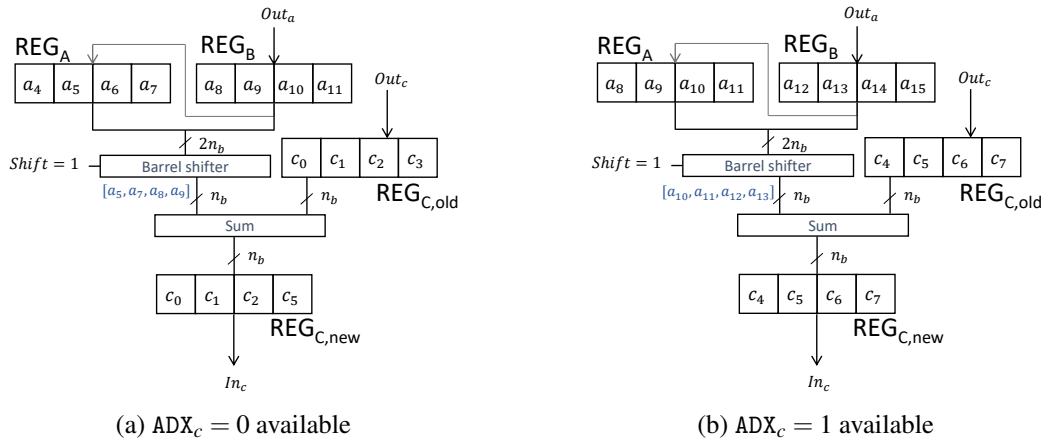 Out_a
REG_A REG_B
a_4 a_5 a_6 a_7 a_8 a_9 a_10 a_11
Out_c
2n_b
Shift = 1 Barrel shifter
c_0 c_1 c_2 c_3
[a_5, a_7, a_8, a_9] n_b n_b
REG_C,old
Sum
n_b
c_0 c_1 c_2 c_5
REG_C,new
In_c
(a) ADX_c = 0 available
Out_a
REG_A REG_B
a_8 a_9 a_10 a_11 a_12 a_13 a_14 a_15
Out_c
2n_b
Shift = 1 Barrel shifter
c_4 c_5 c_6 c_7
[a_10, a_11, a_12, a_13] n_b n_b
REG_C,old
Sum
n_b
c_4 c_5 c_6 c_7
REG_C,new
In_c
(b) ADX_c = 1 available